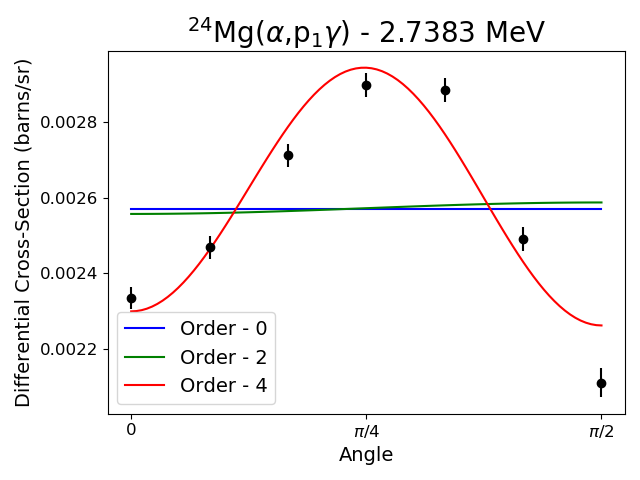 ²⁴Mg(α,p₁γ) - 2.7383 MeV
Differential Cross-Section (barns/sr)
0.0028
0.0026
0.0024
0.0022
Order - 0
Order - 2
Order - 4
0 π/4 π/2
Angle